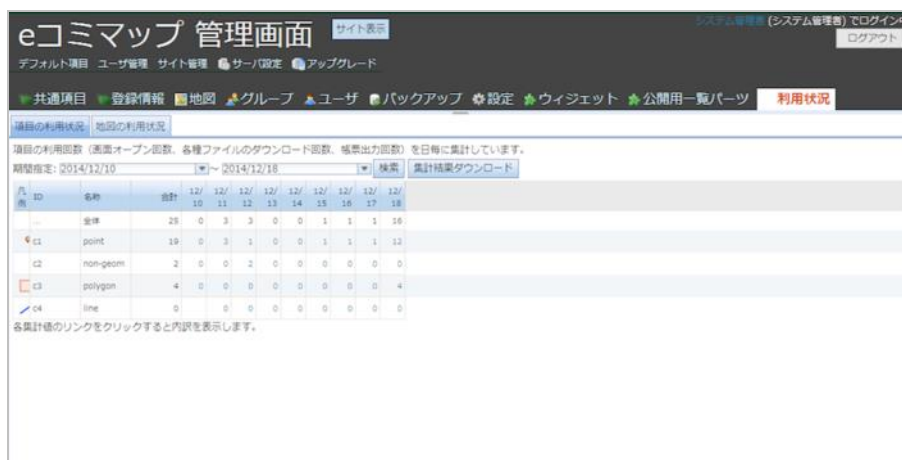 eコミマップ 管理画面 サイト表示
システム管理者 (システム管理者) でログイン中
ログアウト
デフォルト項目 ユーザ管理 サイト管理 サーバ設定 アップグレード
共通項目 登録情報 地図 グループ ユーザ バックアップ 設定 ウィジェット 公開用一覧パーツ 利用状況
項目の利用状況 地図の利用状況
項目の利用回数（画面オープン回数、各種ファイルのダウンロード回数、帳票出力回数）を日毎に集計しています。
期間指定: 2014/12/10 ～ 2014/12/18 検索 集計結果ダウンロード
凡例 ID 名称 合計 12/10 12/11 12/12 12/13 12/14 12/15 12/16 12/17 12/18
... 全体 25 0 3 3 0 0 1 1 1 16
c1 point 19 0 3 1 0 0 1 1 1 12
c2 non-geom 2 0 0 2 0 0 0 0 0 0
c3 polygon 4 0 0 0 0 0 0 0 0 4
c4 line 0 0 0 0 0 0 0 0 0
各集計値のリンクをクリックすると内訳を表示します。